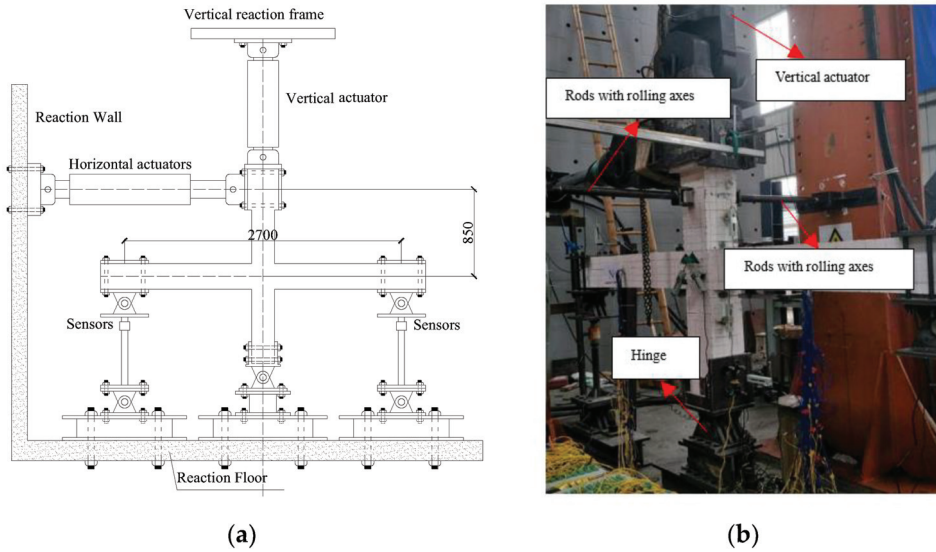 Vertical reaction frame
Vertical actuator
Reaction Wall
Horizontal actuators
850
2700
Sensors
Sensors
Reaction Floor
(a)
Vertical actuator
Rods with rolling axes
Rods with rolling axes
Hinge
(b)